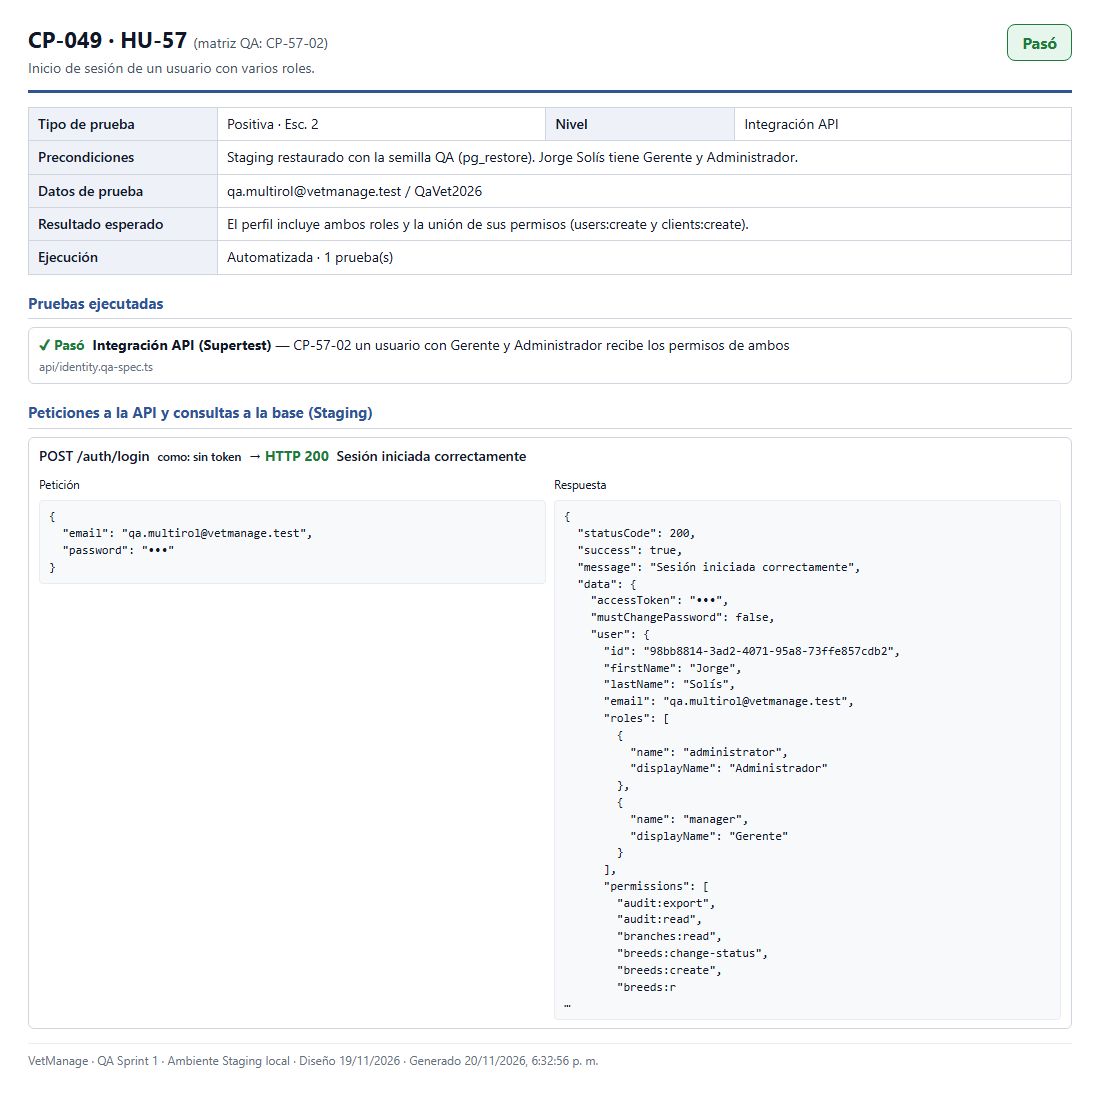 CP-049 · HU-57 (matriz QA: CP-57-02)
Pasó
Inicio de sesión de un usuario con varios roles.
Tipo de prueba Positiva · Esc. 2 Nivel Integración API
Precondiciones Staging restaurado con la semilla QA (pg_restore). Jorge Solís tiene Gerente y Administrador.
Datos de prueba qa.multirol@vetmanage.test / QaVet2026
Resultado esperado El perfil incluye ambos roles y la unión de sus permisos (users:create y clients:create).
Ejecución Automatizada · 1 prueba(s)
Pruebas ejecutadas
✓ Pasó Integración API (Supertest) — CP-57-02 un usuario con Gerente y Administrador recibe los permisos de ambos
api/identity.qa-spec.ts
Peticiones a la API y consultas a la base (Staging)
POST /auth/login como: sin token → HTTP 200 Sesión iniciada correctamente
Petición
{
  "email": "qa.multirol@vetmanage.test",
  "password": "•••"
}
Respuesta
{
  "statusCode": 200,
  "success": true,
  "message": "Sesión iniciada correctamente",
  "data": {
    "accessToken": "•••",
    "mustChangePassword": false,
    "user": {
      "id": "98bb8814-3ad2-4071-95a8-73ffe857cdb2",
      "firstName": "Jorge",
      "lastName": "Solís",
      "email": "qa.multirol@vetmanage.test",
      "roles": [
        {
          "name": "administrator",
          "displayName": "Administrador"
        },
        {
          "name": "manager",
          "displayName": "Gerente"
        }
      ],
      "permissions": [
        "audit:export",
        "audit:read",
        "branches:read",
        "breeds:change-status",
        "breeds:create",
        "breeds:r
…
VetManage · QA Sprint 1 · Ambiente Staging local · Diseño 19/11/2026 · Generado 20/11/2026, 6:32:56 p. m.